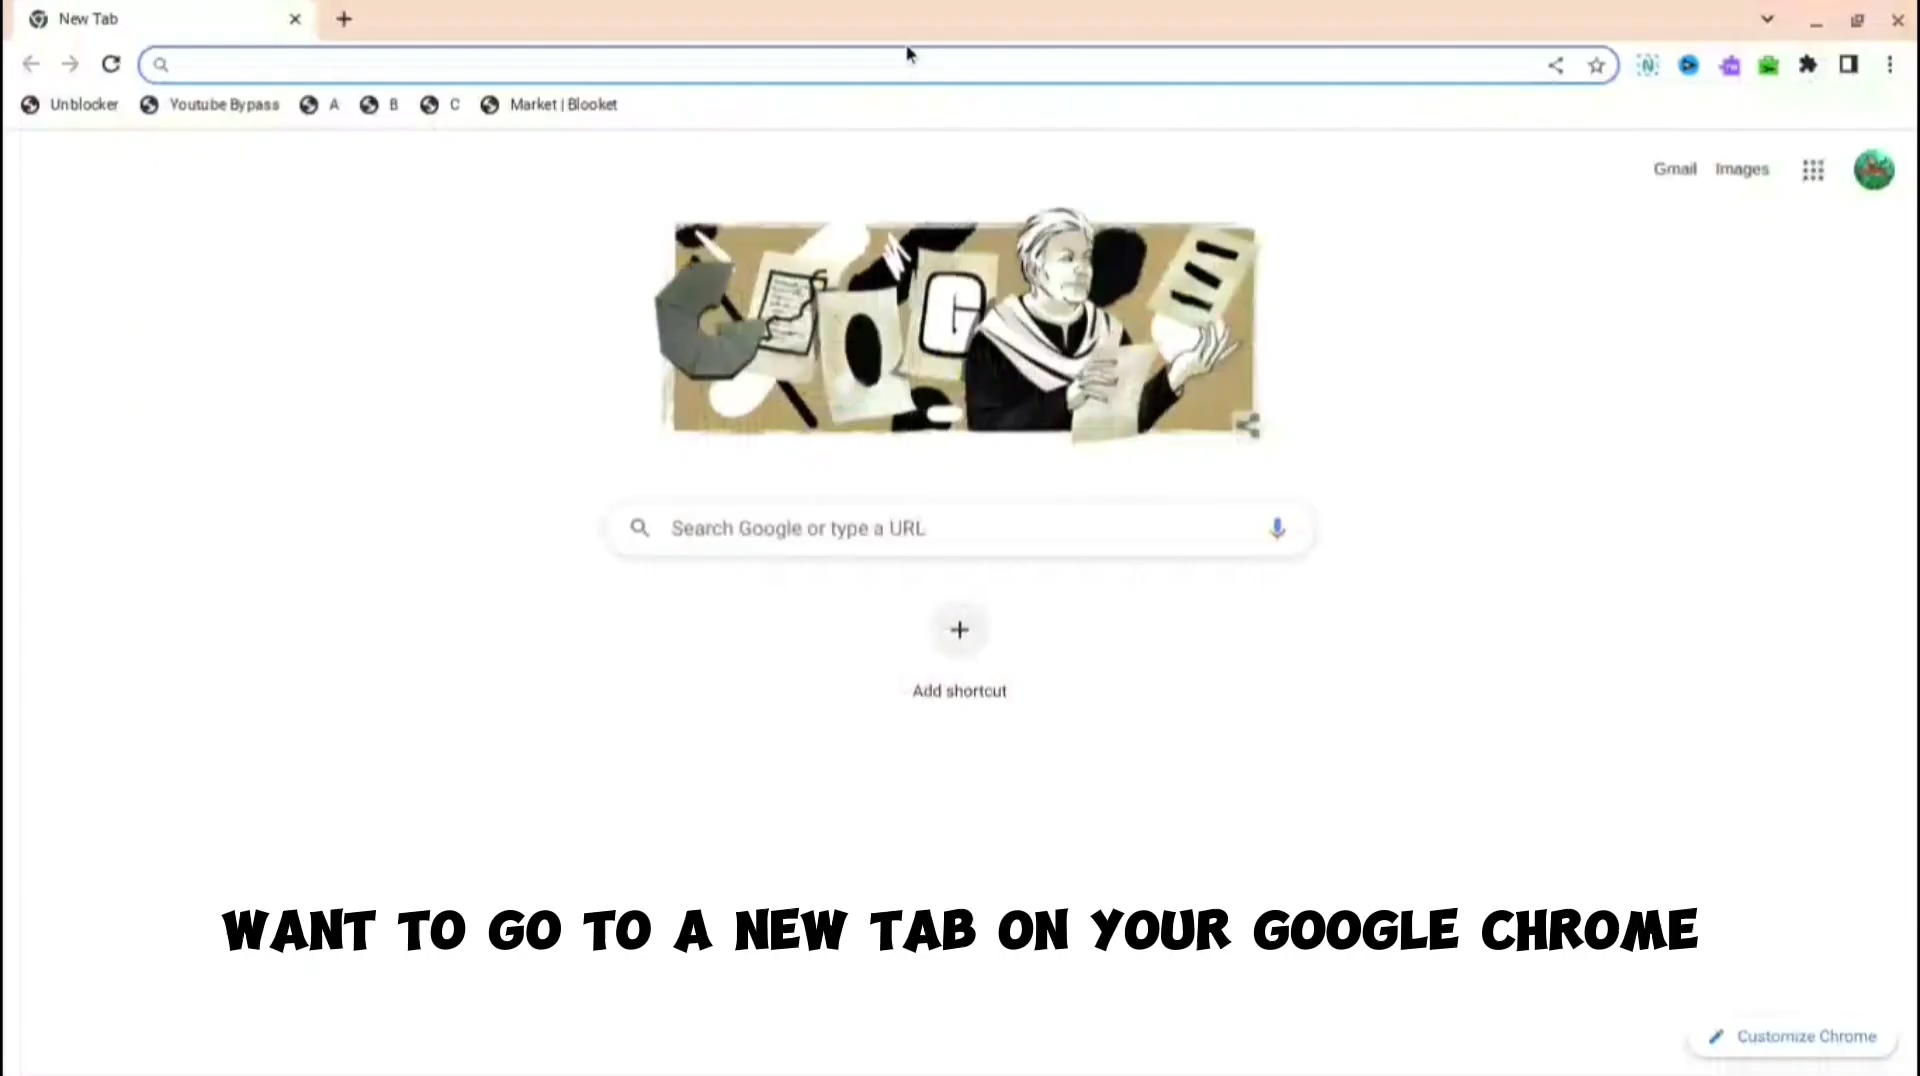 New Tab
Unblocker Youtube Bypass A B C Market | Blooket
Gmail Images
G
Search Google or type a URL
Add shortcut
WANT TO GO TO A NEW TAB ON YOUR GOOGLE CHROME
Customize Chrome